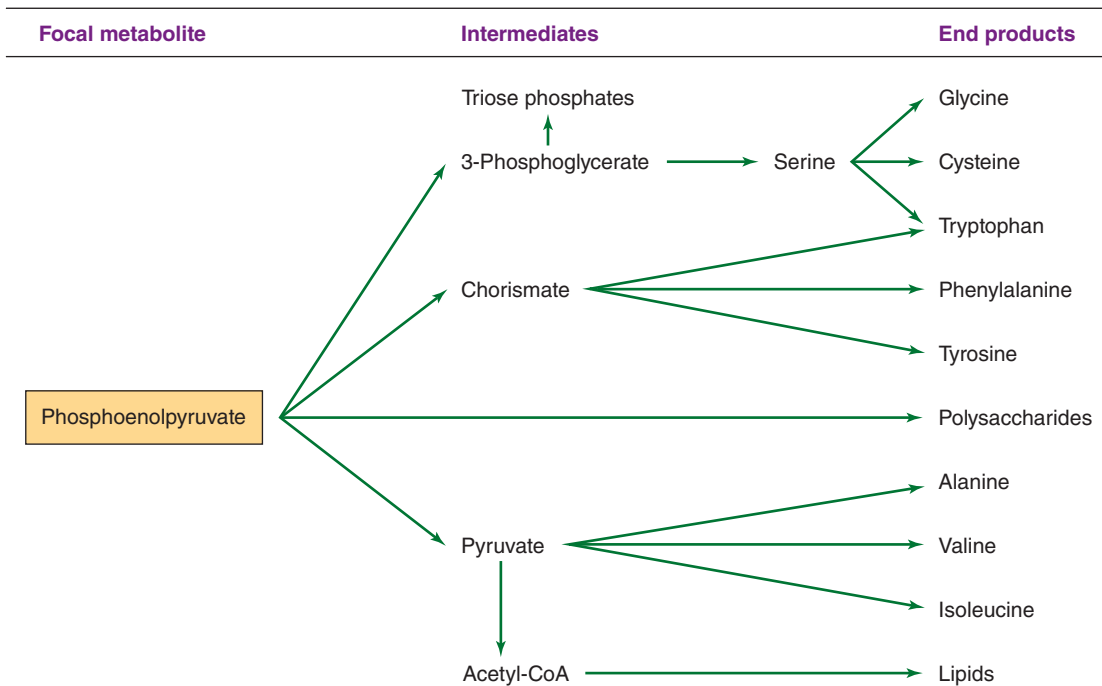 Focal metabolite Intermediates End products
Triose phosphates Glycine
3-Phosphoglycerate Serine Cysteine
Tryptophan
Chorismate Phenylalanine
Tyrosine
Phosphoenolpyruvate Polysaccharides
Alanine
Pyruvate Valine
Isoleucine
Acetyl-CoA Lipids